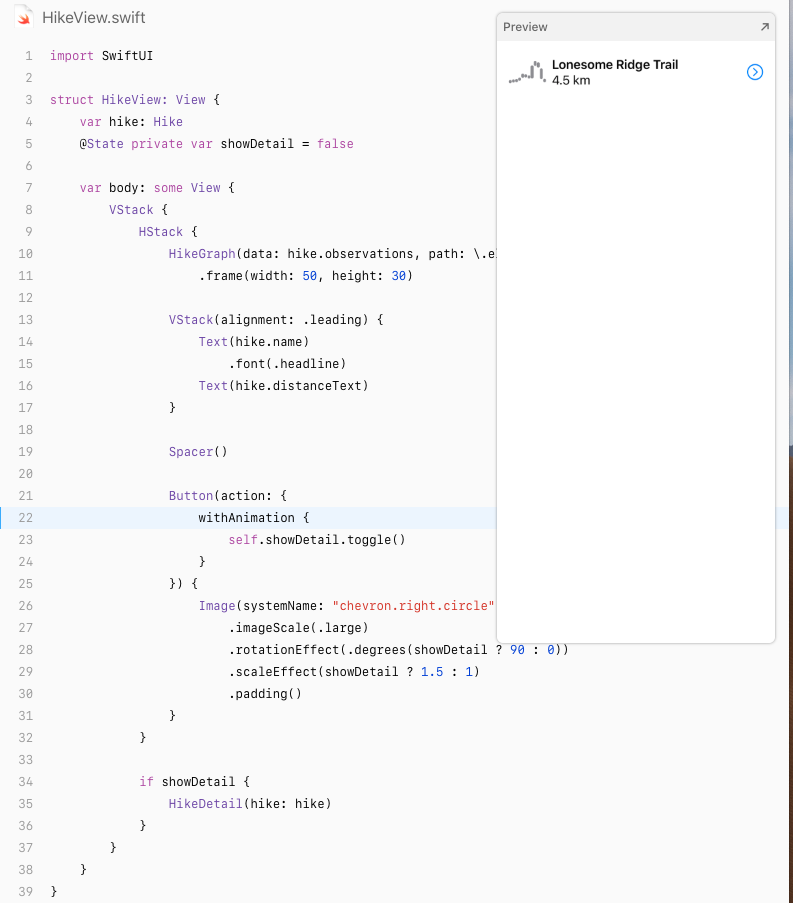 HikeView.swift
1 import SwiftUI
2
3 struct HikeView: View {
4 var hike: Hike
5 @State private var showDetail = false
6
7 var body: some View {
8 VStack {
9 HStack {
10 HikeGraph(data: hike.observations, path: \.e
11 .frame(width: 50, height: 30)
12
13 VStack(alignment: .leading) {
14 Text(hike.name)
15 .font(.headline)
16 Text(hike.distanceText)
17 }
18
19 Spacer()
20
21 Button(action: {
22 withAnimation {
23 self.showDetail.toggle()
24 }
25 }) {
26 Image(systemName: "chevron.right.circle"
27 .imageScale(.large)
28 .rotationEffect(.degrees(showDetail ? 90 : 0))
29 .scaleEffect(showDetail ? 1.5 : 1)
30 .padding()
31 }
32 }
33
34 if showDetail {
35 HikeDetail(hike: hike)
36 }
37 }
38 }
39 }
Preview
Lonesome Ridge Trail
4.5 km